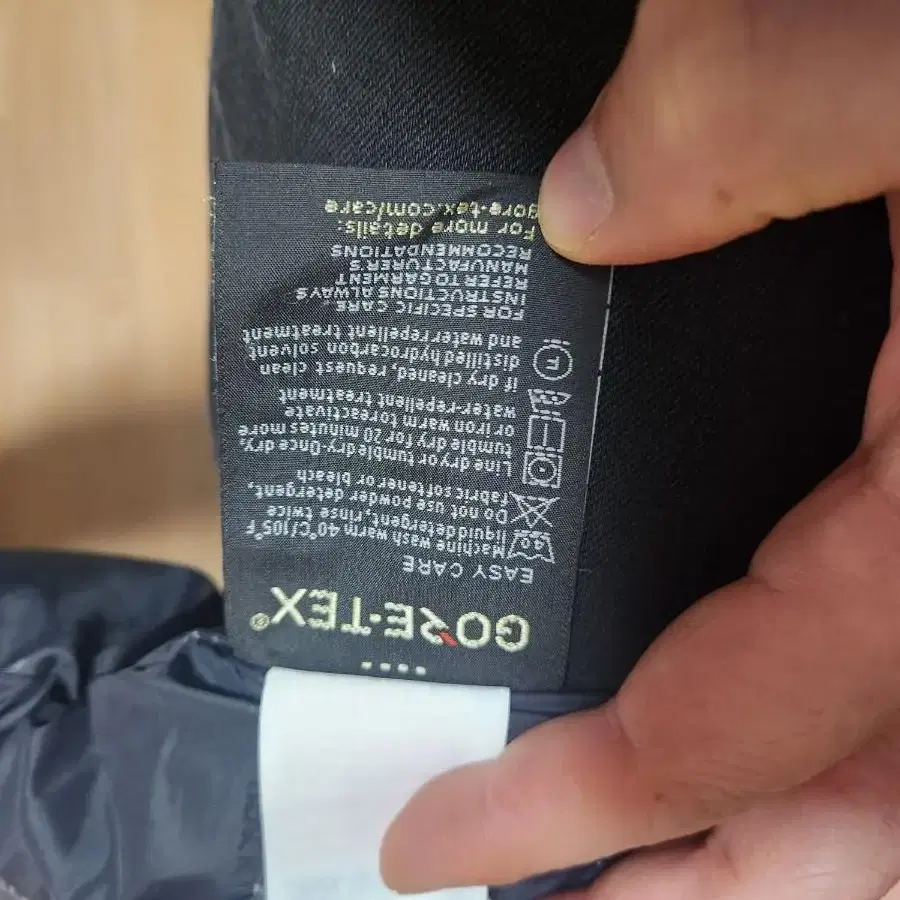 GORE-TEX®
EASY CARE
40
Machine wash warm 40°C/105°F
liquid detergent, rinse twice
Do not use powder detergent,
fabric softener or bleach
Line dry or tumble dry-Once dry,
tumble dry for 20 minutes more
or iron warm to reactivate
water-repellent treatment
F
if dry cleaned, request clean
distilled hydrocarbon solvent
and water repellent treatment
FOR SPECIFIC CARE
INSTRUCTIONS ALWAYS
REFER TO GARMENT
MANUFACTURER'S
RECOMMENDATIONS
For more details:
gore-tex.com/care